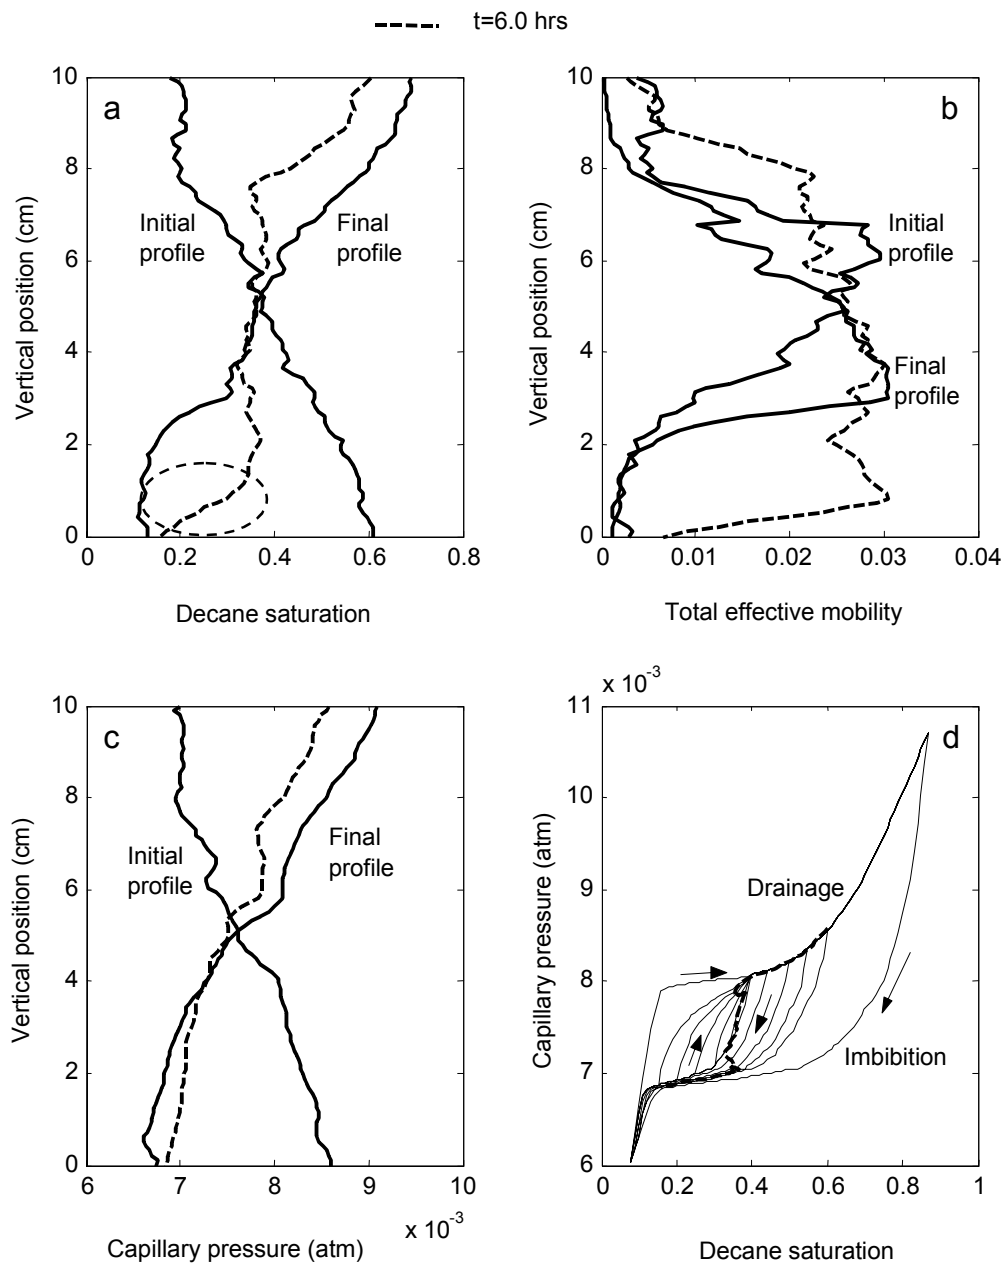 t=6.0 hrs
10
8
6
4
2
0
Vertical position (cm)
a
Initial
profile
Final
profile
0
0.2
0.4
0.6
0.8
Decane saturation
10
8
6
4
2
0
Vertical position (cm)
b
Initial
profile
Final
profile
0
0.01
0.02
0.03
0.04
Total effective mobility
10
8
6
4
2
0
Vertical position (cm)
c
Initial
profile
Final
profile
6
7
8
9
10
x 10-3
Capillary pressure (atm)
x 10-3
11
10
9
8
7
6
Capillary pressure (atm)
d
Drainage
Imbibition
0
0.2
0.4
0.6
0.8
1
Decane saturation